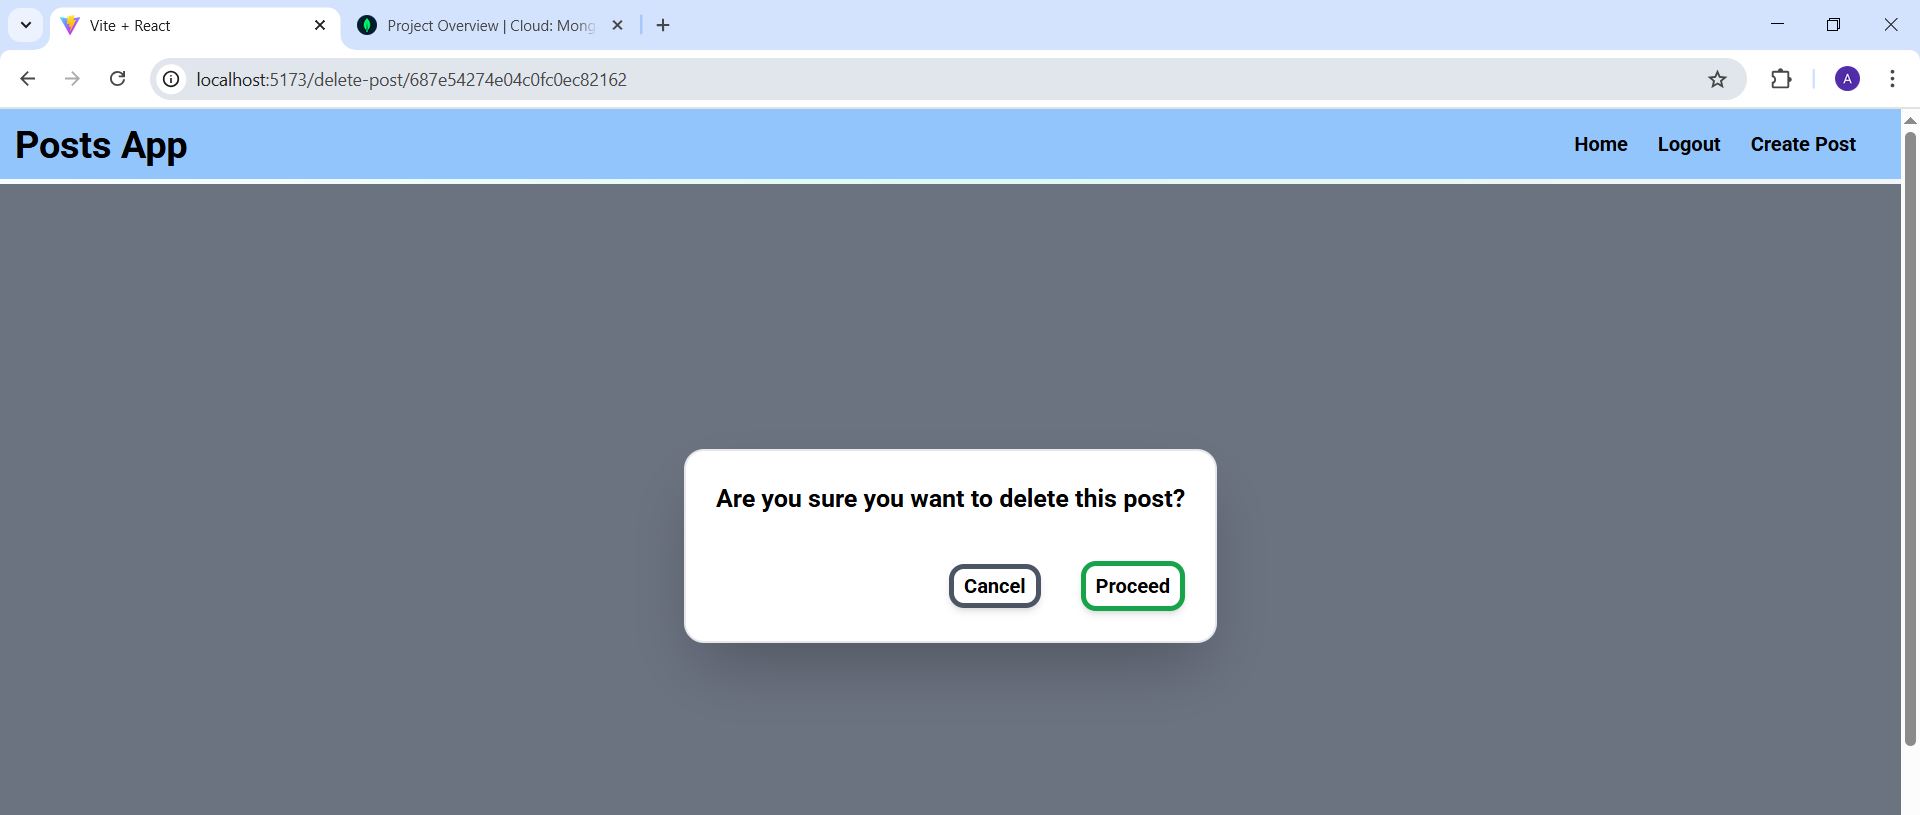 Vite + React
Project Overview | Cloud: Mong
localhost:5173/delete-post/687e54274e04c0fc0ec82162
A
Posts App
Home Logout Create Post
Are you sure you want to delete this post?
Cancel Proceed